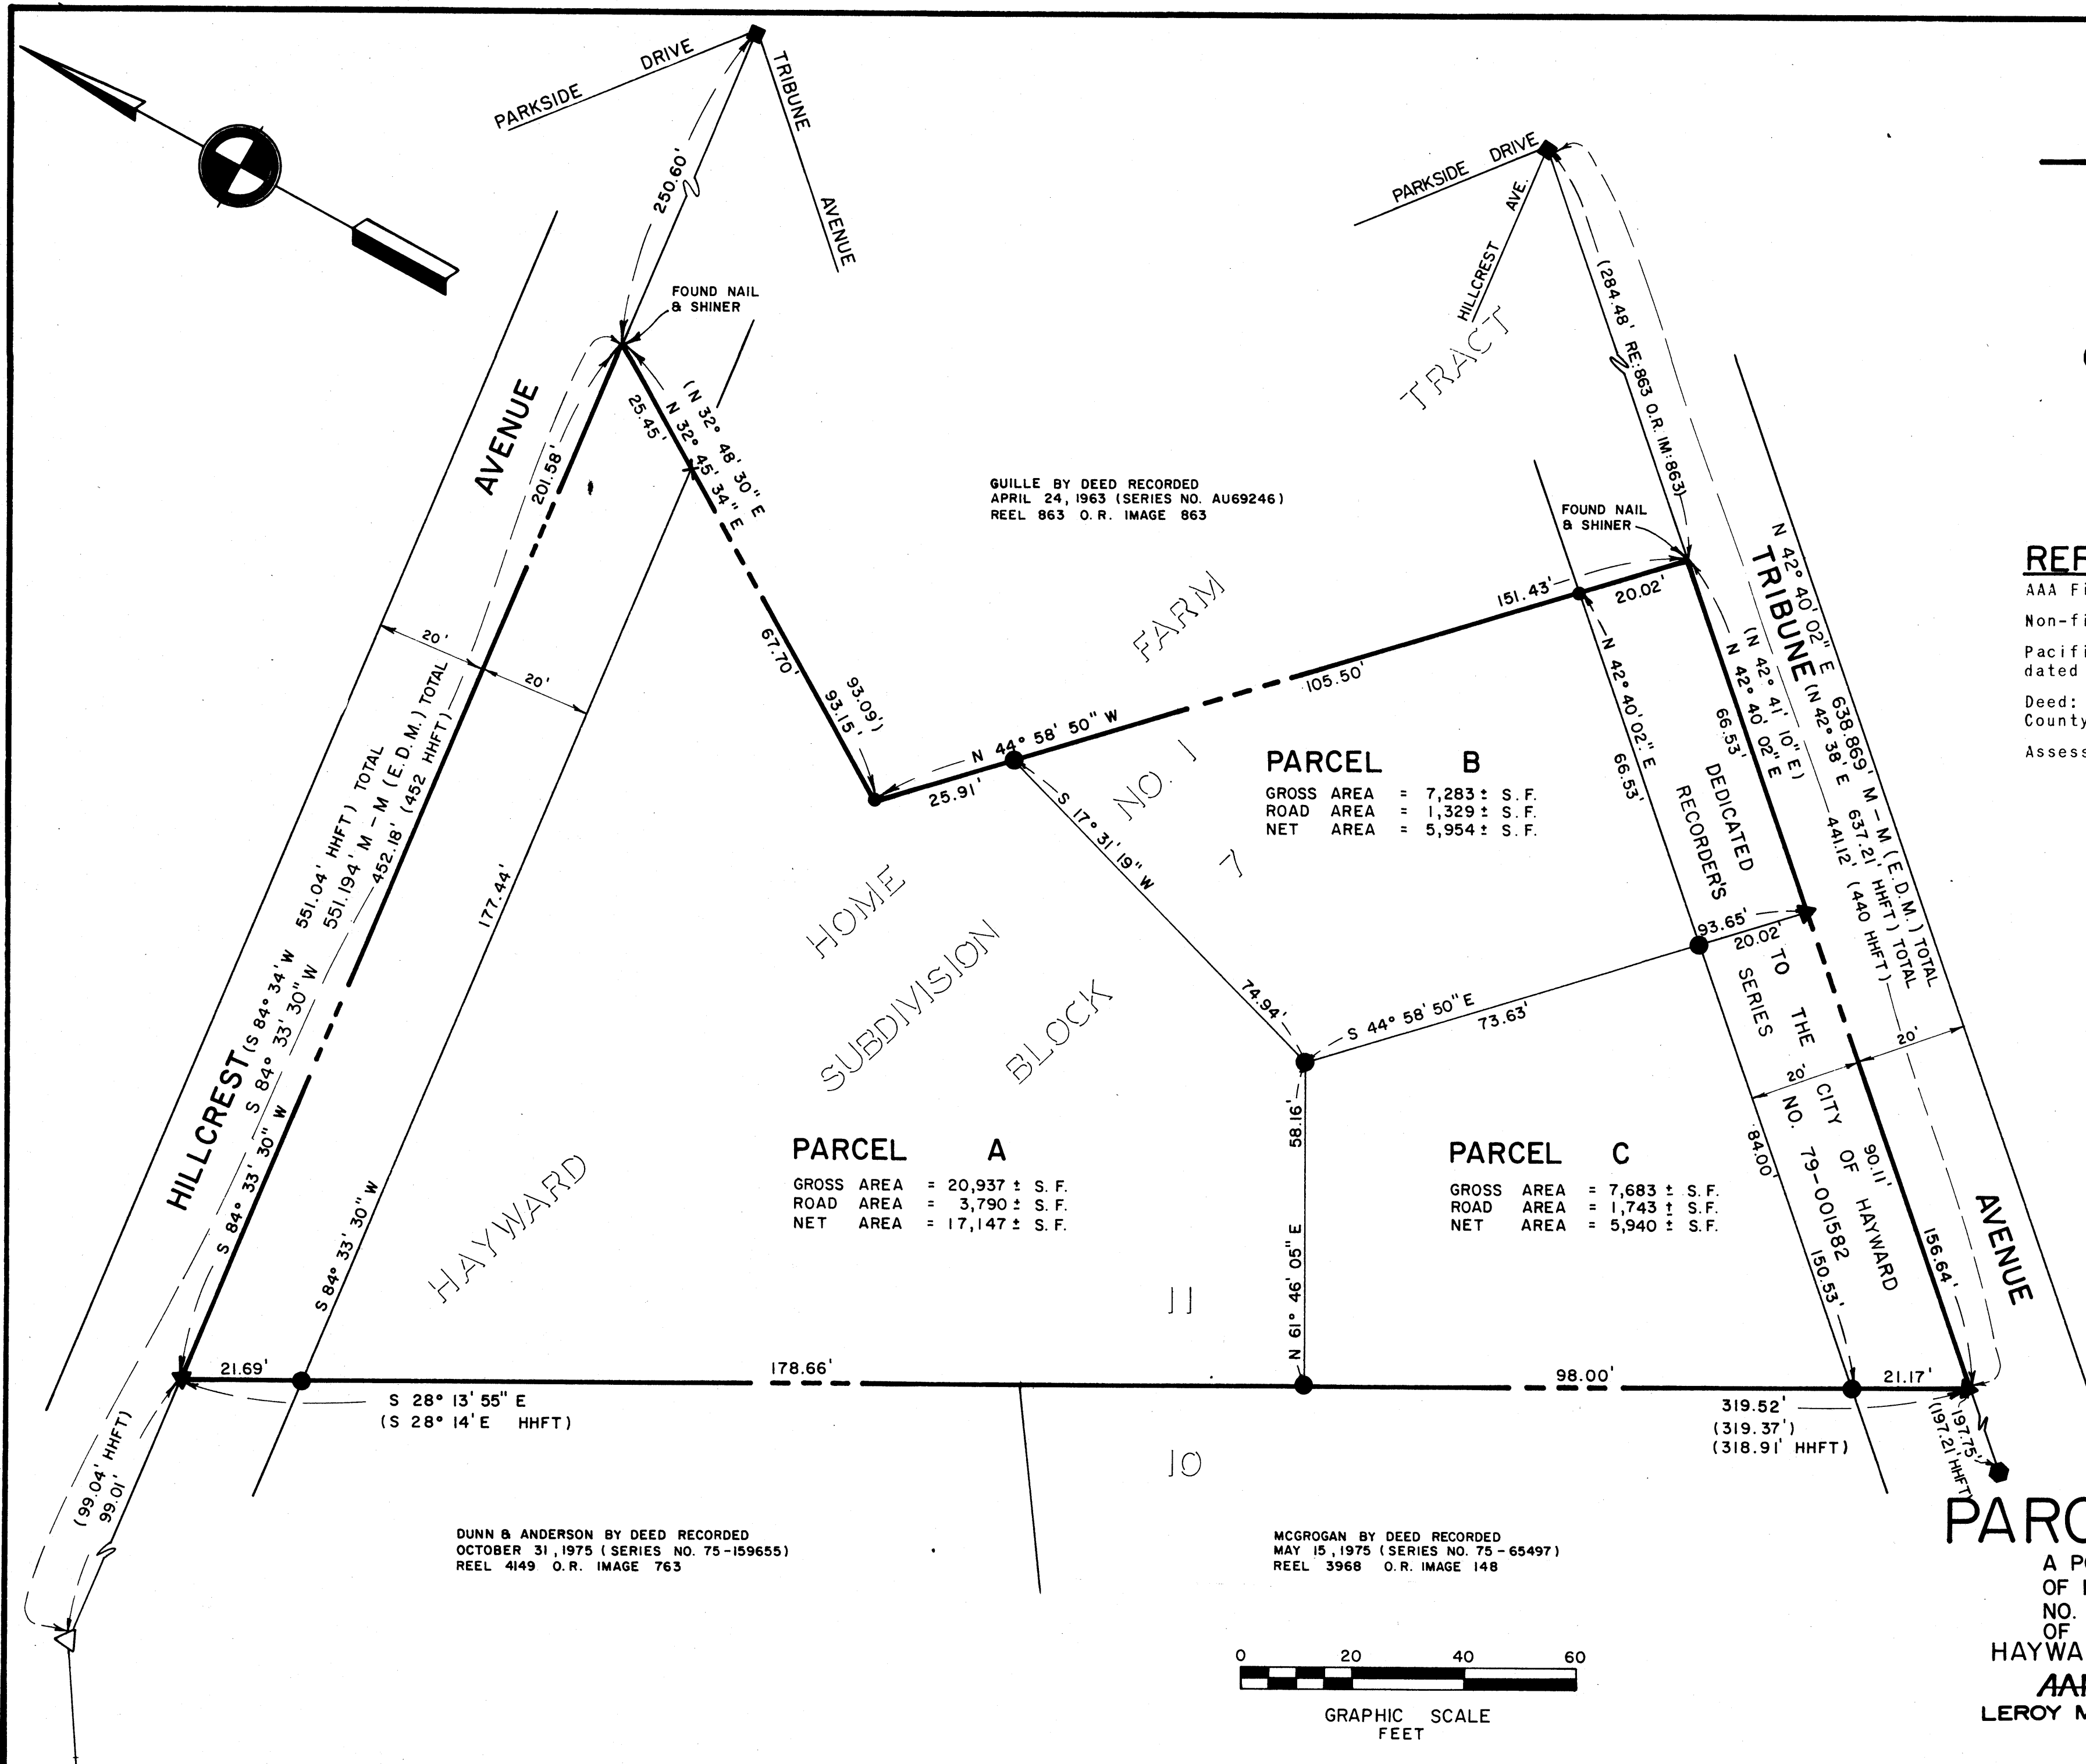 PARKSIDE DRIVE
TRIBUNE AVENUE
250.60'
FOUND NAIL
& SHINER
PARKSIDE DRIVE
HILLCREST AVE.
(284.48' RE:863 O.R. IM:863)
TRACT
AVENUE
201.58'
25.45'
(N 32° 48' 30" E
N 32° 45' 34" E
67.70'
93.09')
93.15'
GUILLE BY DEED RECORDED
APRIL 24, 1963 (SERIES NO. AU69246)
REEL 863 O.R. IMAGE 863
FOUND NAIL
& SHINER
151.43'
20.02'
105.50'
N 44° 58' 50" W
25.91'
FARM
NO. 1
TRIBUNE
N 42° 40' 02" E 638.869' M-M (E.D.M.) TOTAL
(N 42° 38' E 637.21' HHFT) TOTAL
441.12' (440 HHFT)
(N 42° 41' 10" E)
N 42° 40' 02" E
66.53'
N 42° 40' 02" E
66.53'
REF
AAA Fi
Non-fi
Pacifi
dated
Deed:
County
Assess
20'
20'
HILLCREST
(S 84° 34' W 551.04' HHFT) TOTAL
S 84° 33' 30" W 551.194' M-M (E.D.M.) TOTAL
452.18' (452 HHFT)
S 84° 33' 30" W
177.44'
S 84° 33' 30" W
PARCEL B
GROSS AREA = 7,283 ± S.F.
ROAD AREA = 1,329 ± S.F.
NET AREA = 5,954 ± S.F.
S 17° 31' 19" W
74.94'
7
HOME
SUBDIVISION
BLOCK
HAYWARD
DEDICATED TO THE CITY OF HAYWARD
RECORDER'S SERIES NO. 79-001582
93.65'
20.02'
S 44° 58' 50" E
73.63'
20'
20'
58.16'
N 61° 46' 05" E
84.00'
90.11'
150.53'
156.64'
AVENUE
PARCEL A
GROSS AREA = 20,937 ± S.F.
ROAD AREA = 3,790 ± S.F.
NET AREA = 17,147 ± S.F.
PARCEL C
GROSS AREA = 7,683 ± S.F.
ROAD AREA = 1,743 ± S.F.
NET AREA = 5,940 ± S.F.
11
10
21.69'
178.66'
98.00'
21.17'
S 28° 13' 55" E
(S 28° 14' E HHFT)
319.52'
(319.37')
(318.91' HHFT)
197.75'
(197.21' HHFT)
(99.04' HHFT)
99.01'
DUNN & ANDERSON BY DEED RECORDED
OCTOBER 31, 1975 (SERIES NO. 75-159655)
REEL 4149 O.R. IMAGE 763
MCGROGAN BY DEED RECORDED
MAY 15, 1975 (SERIES NO. 75-65497)
REEL 3968 O.R. IMAGE 148
0 20 40 60
GRAPHIC SCALE
FEET
PARC
A P
OF
NO.
OF
HAYWA
LEROY M